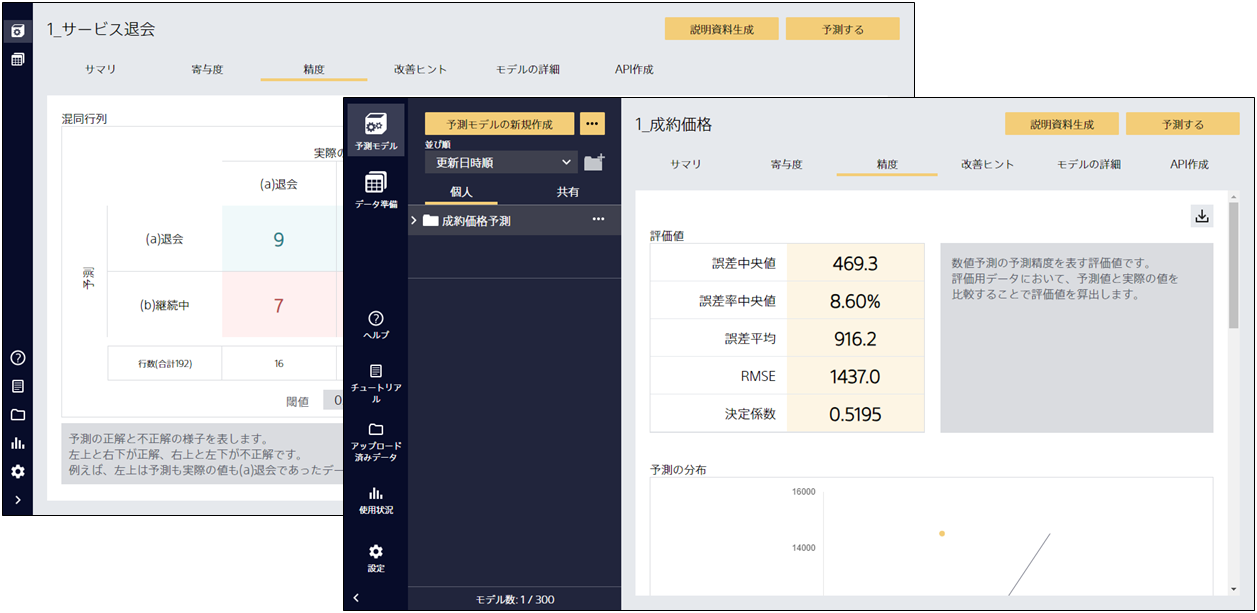 1_サービス退会
説明資料生成
予測する
サマリ
寄与度
精度
改善ヒント
モデルの詳細
API作成
混同行列
実際の
(a)退会
予測
(a)退会
9
(b)継続中
7
行数(合計192)
16
閾値
0
予測の正解と不正解の様子を表します。
左上と右下が正解、右上と左下が不正解です。
例えば、左上は予測も実際の値も(a)退会であったデー
予測モデル
データ準備
ヘルプ
チュートリア
ル
アップロード
済みデータ
使用状況
設定
予測モデルの新規作成
並び順
更新日時順
個人
共有
成約価格予測
モデル数: 1 / 300
1_成約価格
説明資料生成
予測する
サマリ
寄与度
精度
改善ヒント
モデルの詳細
API作成
評価値
誤差中央値
469.3
誤差率中央値
8.60%
誤差平均
916.2
RMSE
1437.0
決定係数
0.5195
数値予測の予測精度を表す評価値です。
評価用データにおいて、予測値と実際の値を
比較することで評価値を算出します。
予測の分布
16000
14000